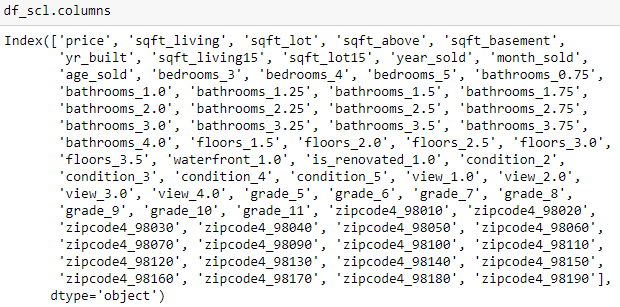 df_scl.columns
Index(['price', 'sqft_living', 'sqft_lot', 'sqft_above', 'sqft_basement',
'yr_built', 'sqft_living15', 'sqft_lot15', 'year_sold', 'month_sold',
'age_sold', 'bedrooms_3', 'bedrooms_4', 'bedrooms_5', 'bathrooms_0.75',
'bathrooms_1.0', 'bathrooms_1.25', 'bathrooms_1.5', 'bathrooms_1.75',
'bathrooms_2.0', 'bathrooms_2.25', 'bathrooms_2.5', 'bathrooms_2.75',
'bathrooms_3.0', 'bathrooms_3.25', 'bathrooms_3.5', 'bathrooms_3.75',
'bathrooms_4.0', 'floors_1.5', 'floors_2.0', 'floors_2.5', 'floors_3.0',
'floors_3.5', 'waterfront_1.0', 'is_renovated_1.0', 'condition_2',
'condition_3', 'condition_4', 'condition_5', 'view_1.0', 'view_2.0',
'view_3.0', 'view_4.0', 'grade_5', 'grade_6', 'grade_7', 'grade_8',
'grade_9', 'grade_10', 'grade_11', 'zipcode4_98010', 'zipcode4_98020',
'zipcode4_98030', 'zipcode4_98040', 'zipcode4_98050', 'zipcode4_98060',
'zipcode4_98070', 'zipcode4_98090', 'zipcode4_98100', 'zipcode4_98110',
'zipcode4_98120', 'zipcode4_98130', 'zipcode4_98140', 'zipcode4_98150',
'zipcode4_98160', 'zipcode4_98170', 'zipcode4_98180', 'zipcode4_98190'],
dtype='object')